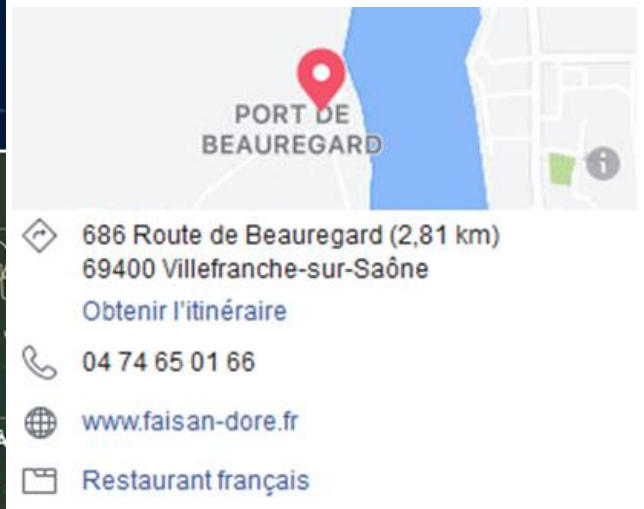 PORT DE
BEAUREGARD
686 Route de Beauregard (2,81 km)
69400 Villefranche-sur-Saône
Obtenir l'itinéraire
04 74 65 01 66
www.faisan-dore.fr
Restaurant français